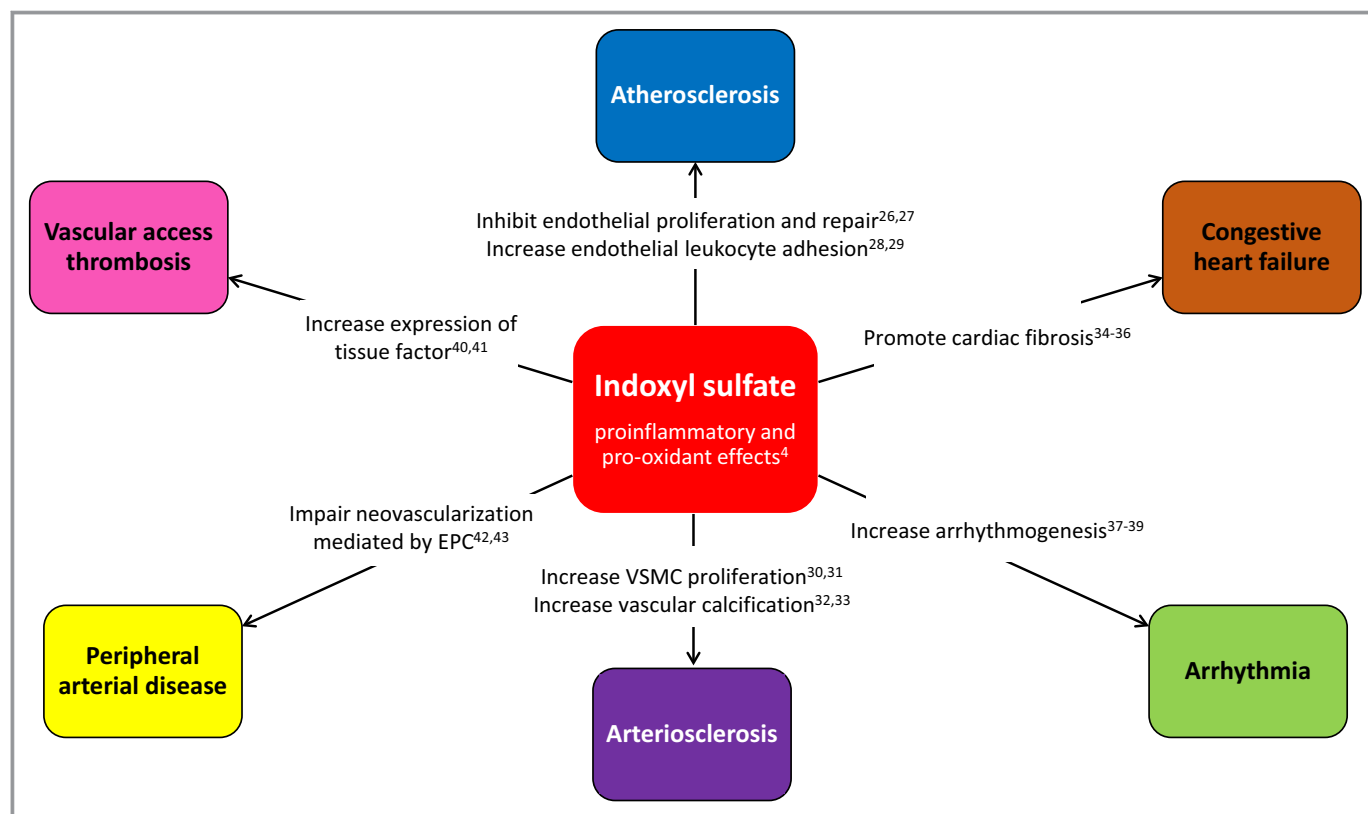 Atherosclerosis
Inhibit endothelial proliferation and repair26,27
Increase endothelial leukocyte adhesion28,29
Vascular access
thrombosis
Congestive
heart failure
Increase expression of
tissue factor40,41
Promote cardiac fibrosis34-36
Indoxyl sulfate
proinflammatory and
pro-oxidant effects4
Impair neovascularization
mediated by EPC42,43
Increase arrhythmogenesis37-39
Increase VSMC proliferation30,31
Increase vascular calcification32,33
Peripheral
arterial disease
Arrhythmia
Arteriosclerosis